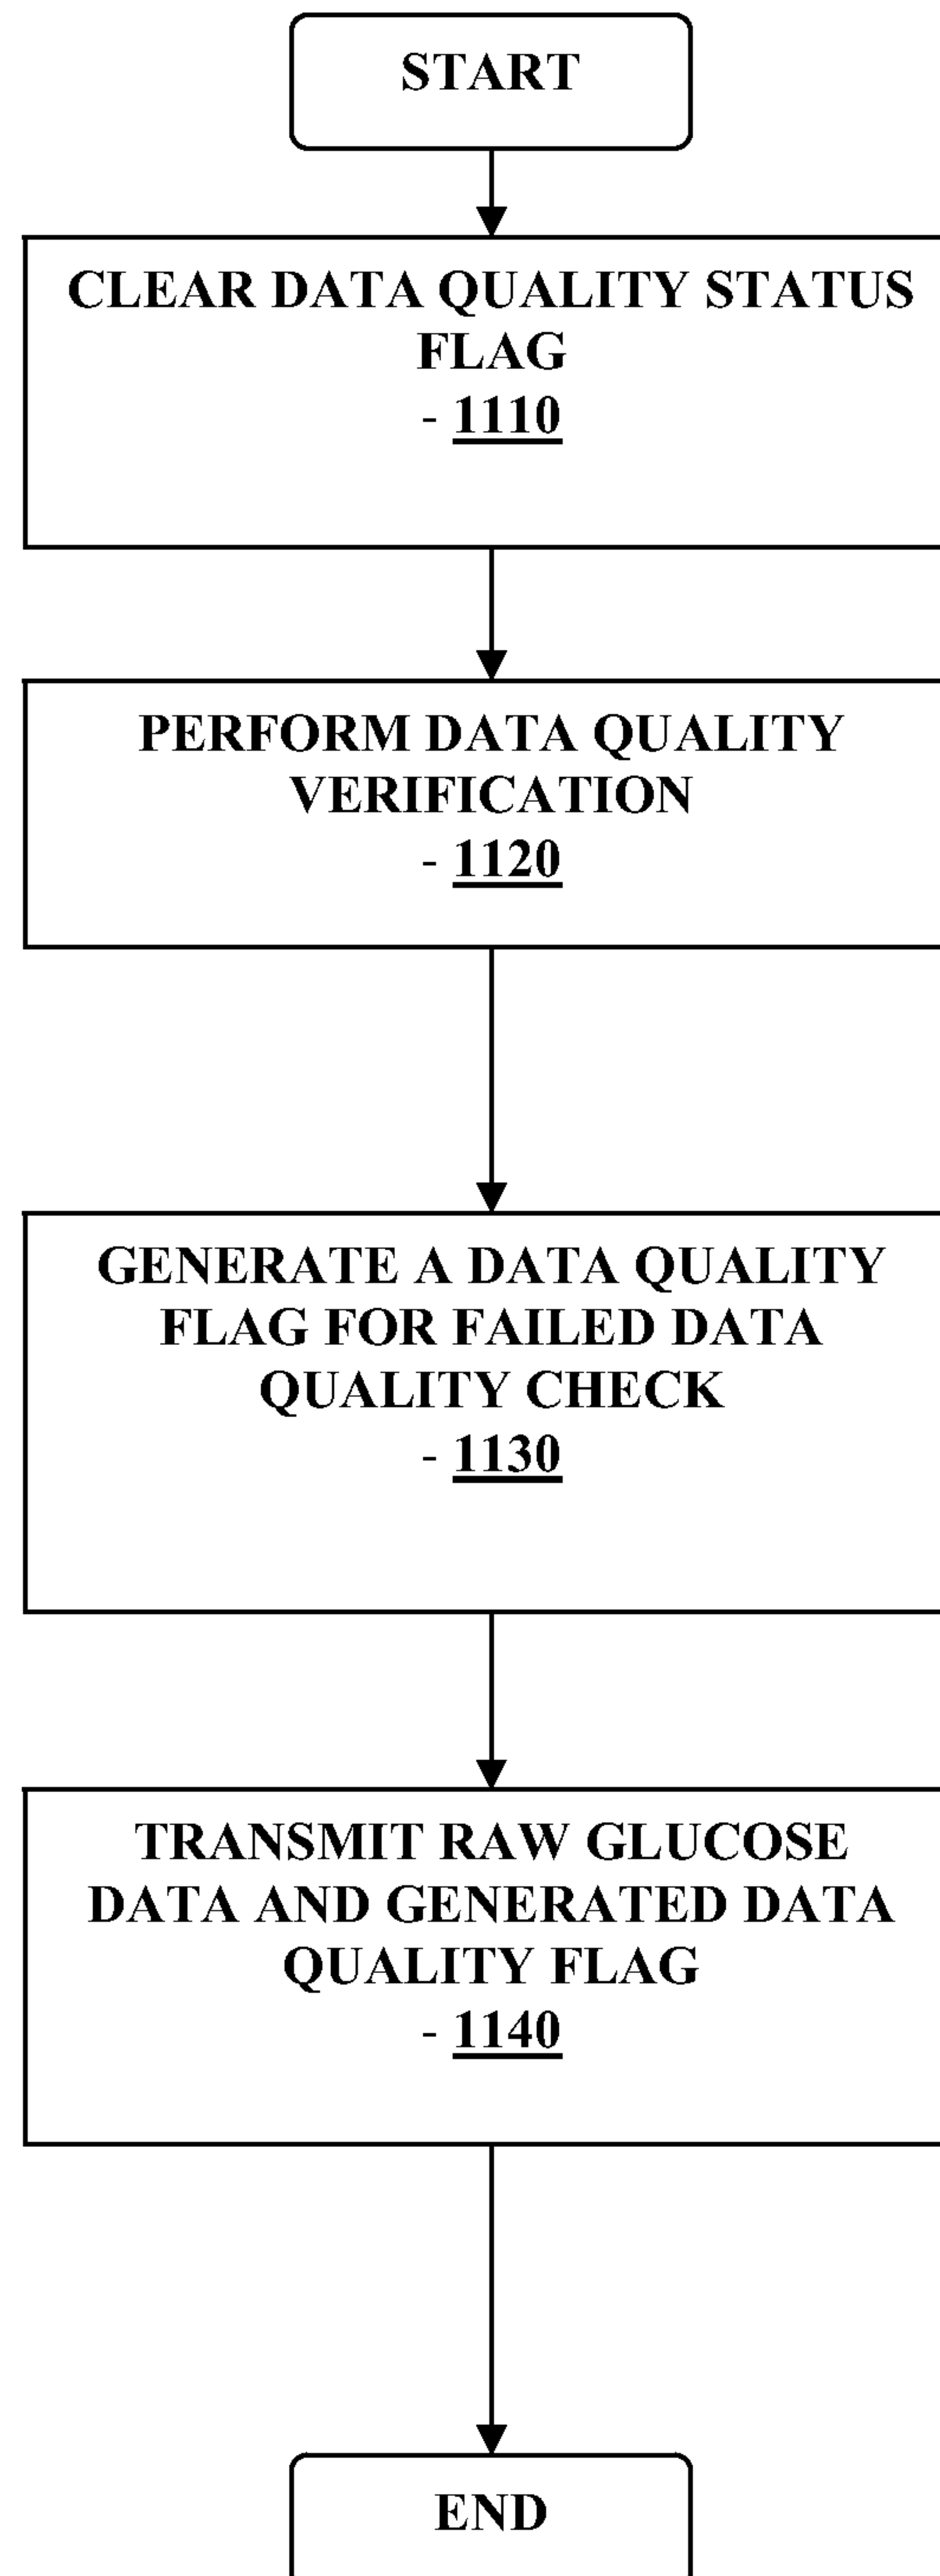 START
CLEAR DATA QUALITY STATUS
FLAG
- 1110
PERFORM DATA QUALITY
VERIFICATION
- 1120
GENERATE A DATA QUALITY
FLAG FOR FAILED DATA
QUALITY CHECK
- 1130
TRANSMIT RAW GLUCOSE
DATA AND GENERATED DATA
QUALITY FLAG
- 1140
END